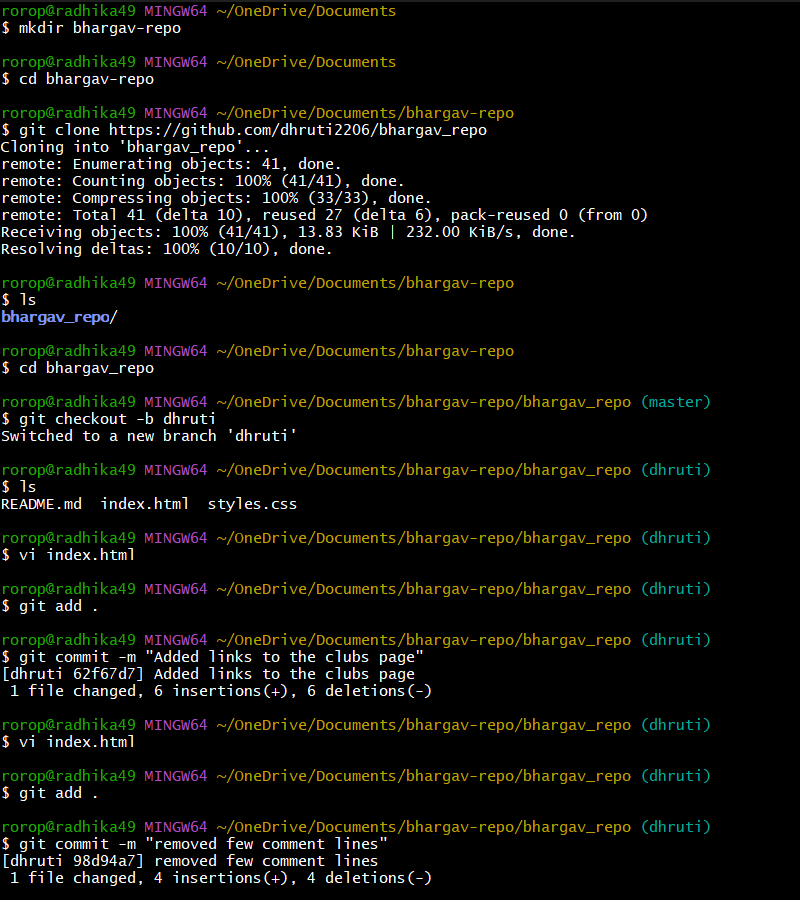 rorop@radhika49 MINGW64 ~/OneDrive/Documents
$ mkdir bhargav-repo
rorop@radhika49 MINGW64 ~/OneDrive/Documents
$ cd bhargav-repo
rorop@radhika49 MINGW64 ~/OneDrive/Documents/bhargav-repo
$ git clone https://github.com/dhruti2206/bhargav_repo
Cloning into 'bhargav_repo'...
remote: Enumerating objects: 41, done.
remote: Counting objects: 100% (41/41), done.
remote: Compressing objects: 100% (33/33), done.
remote: Total 41 (delta 10), reused 27 (delta 6), pack-reused 0 (from 0)
Receiving objects: 100% (41/41), 13.83 KiB | 232.00 KiB/s, done.
Resolving deltas: 100% (10/10), done.
rorop@radhika49 MINGW64 ~/OneDrive/Documents/bhargav-repo
$ ls
bhargav_repo/
rorop@radhika49 MINGW64 ~/OneDrive/Documents/bhargav-repo
$ cd bhargav_repo
rorop@radhika49 MINGW64 ~/OneDrive/Documents/bhargav-repo/bhargav_repo (master)
$ git checkout -b dhruti
Switched to a new branch 'dhruti'
rorop@radhika49 MINGW64 ~/OneDrive/Documents/bhargav-repo/bhargav_repo (dhruti)
$ ls
README.md  index.html  styles.css
rorop@radhika49 MINGW64 ~/OneDrive/Documents/bhargav-repo/bhargav_repo (dhruti)
$ vi index.html
rorop@radhika49 MINGW64 ~/OneDrive/Documents/bhargav-repo/bhargav_repo (dhruti)
$ git add .
rorop@radhika49 MINGW64 ~/OneDrive/Documents/bhargav-repo/bhargav_repo (dhruti)
$ git commit -m "Added links to the clubs page"
[dhruti 62f67d7] Added links to the clubs page
 1 file changed, 6 insertions(+), 6 deletions(-)
rorop@radhika49 MINGW64 ~/OneDrive/Documents/bhargav-repo/bhargav_repo (dhruti)
$ vi index.html
rorop@radhika49 MINGW64 ~/OneDrive/Documents/bhargav-repo/bhargav_repo (dhruti)
$ git add .
rorop@radhika49 MINGW64 ~/OneDrive/Documents/bhargav-repo/bhargav_repo (dhruti)
$ git commit -m "removed few comment lines"
[dhruti 98d94a7] removed few comment lines
 1 file changed, 4 insertions(+), 4 deletions(-)